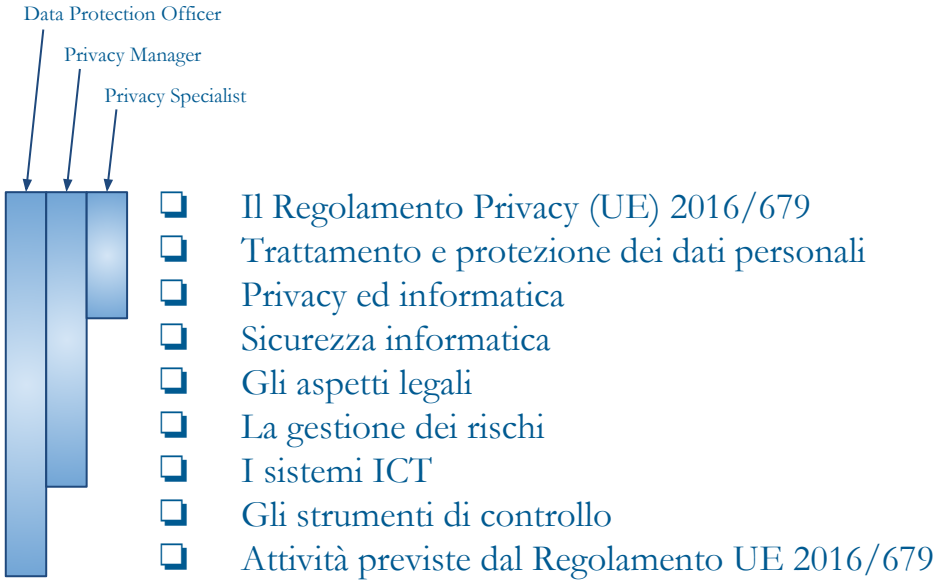 Data Protection Officer
Privacy Manager
Privacy Specialist
Il Regolamento Privacy (UE) 2016/679
Trattamento e protezione dei dati personali
Privacy ed informatica
Sicurezza informatica
Gli aspetti legali
La gestione dei rischi
I sistemi ICT
Gli strumenti di controllo
Attività previste dal Regolamento UE 2016/679